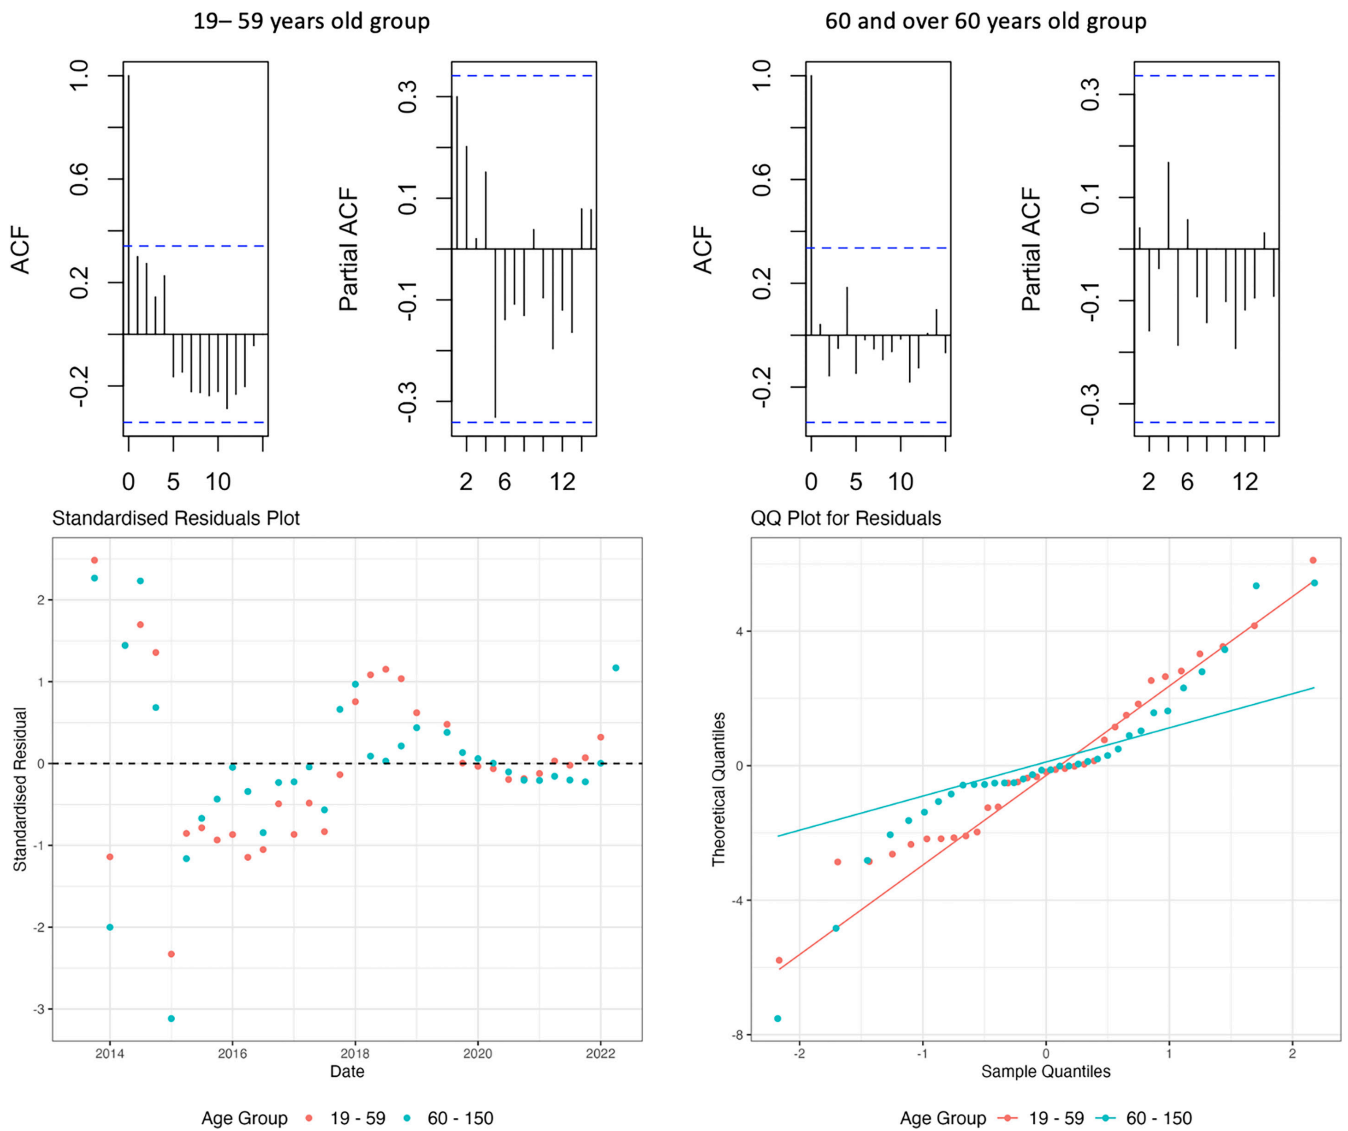 19– 59 years old group
60 and over 60 years old group
ACF
1.0
0.6
0.2
-0.2
0 5 10
Partial ACF
0.3
0.1
-0.1
-0.3
2 6 12
ACF
1.0
0.6
0.2
-0.2
0 5 10
Partial ACF
0.3
0.1
-0.1
-0.3
2 6 12
Standardised Residuals Plot
Standardised Residual
2
1
0
-1
-2
-3
2014 2016 2018 2020 2022
Date
Age Group 19 - 59 60 - 150
QQ Plot for Residuals
Theoretical Quantiles
4
0
-4
-8
-2 -1 0 1 2
Sample Quantiles
Age Group 19 - 59 60 - 150